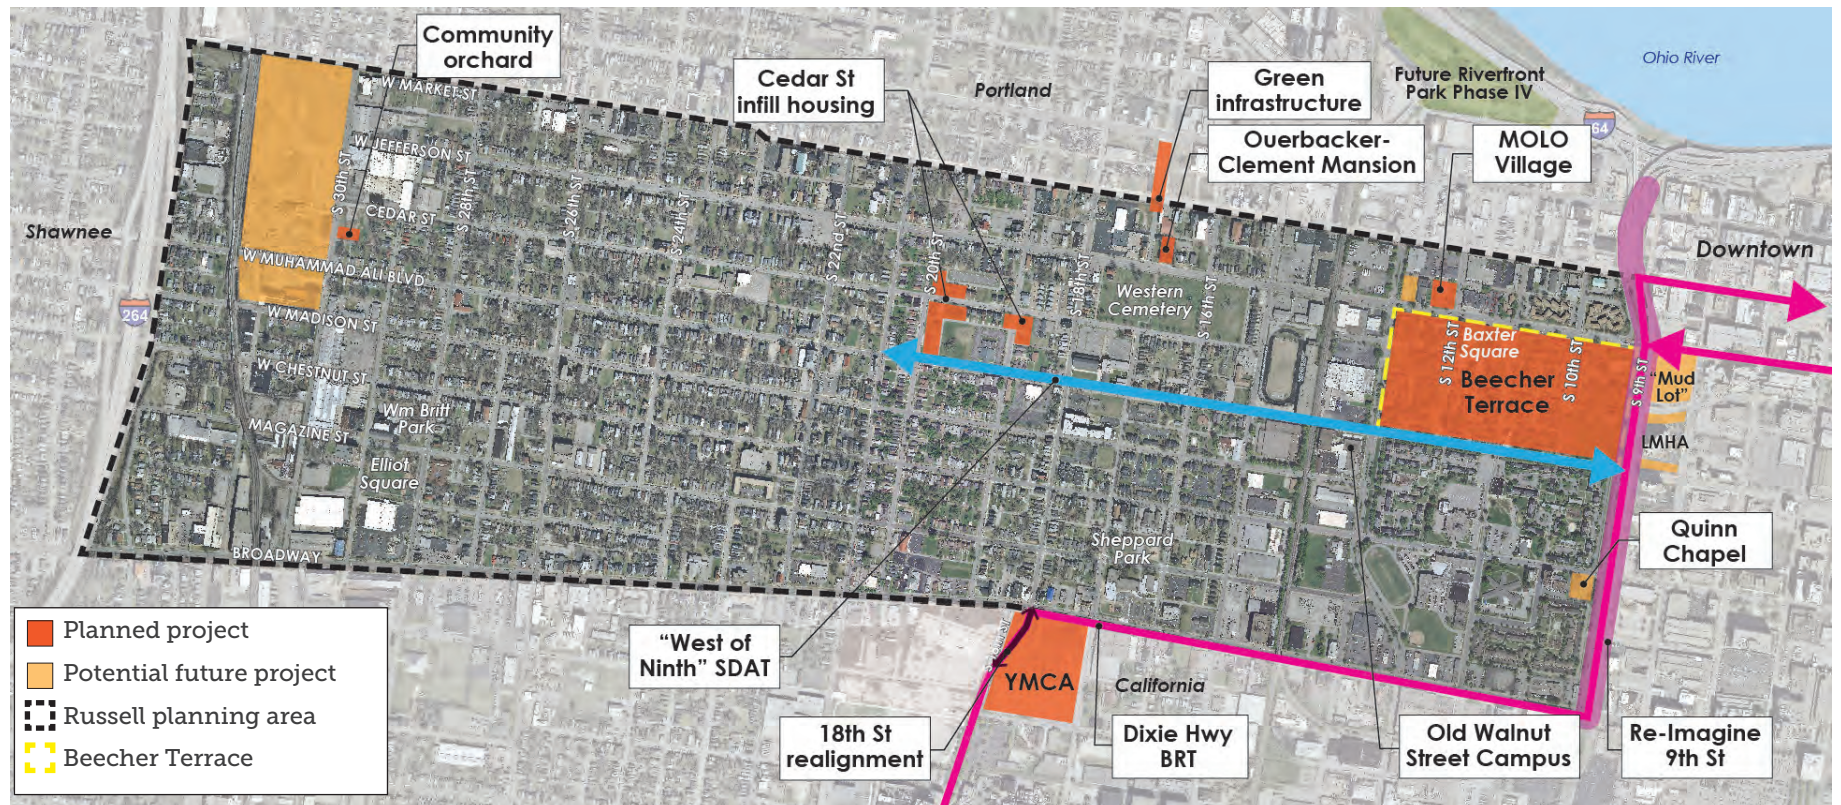 Community
orchard
Cedar St
infill housing
Portland
Green
infrastructure
Ouerbacker-
Clement Mansion
Future Riverfront
Park Phase IV
Ohio River
64
MOLO
Village
W MARKET ST
W JEFFERSON ST
S 30th ST
CEDAR ST
S 28th ST
S 26th ST
S 24th ST
S 22nd ST
S 20th ST
S 18th ST
S 16th ST
Shawnee
Downtown
W MUHAMMAD ALI BLVD
Western
Cemetery
264
W MADISON ST
S 12th ST
Baxter
Square
S 10th ST
S 9th ST
Beecher
Terrace
"Mud
Lot"
W CHESTNUT ST
Wm Britt
Park
MAGAZINE ST
LMHA
Elliot
Square
BROADWAY
Sheppard
Park
Quinn
Chapel
"West of
Ninth" SDAT
YMCA
California
18th St
realignment
Dixie Hwy
BRT
Old Walnut
Street Campus
Re-Imagine
9th St
Planned project
Potential future project
Russell planning area
Beecher Terrace